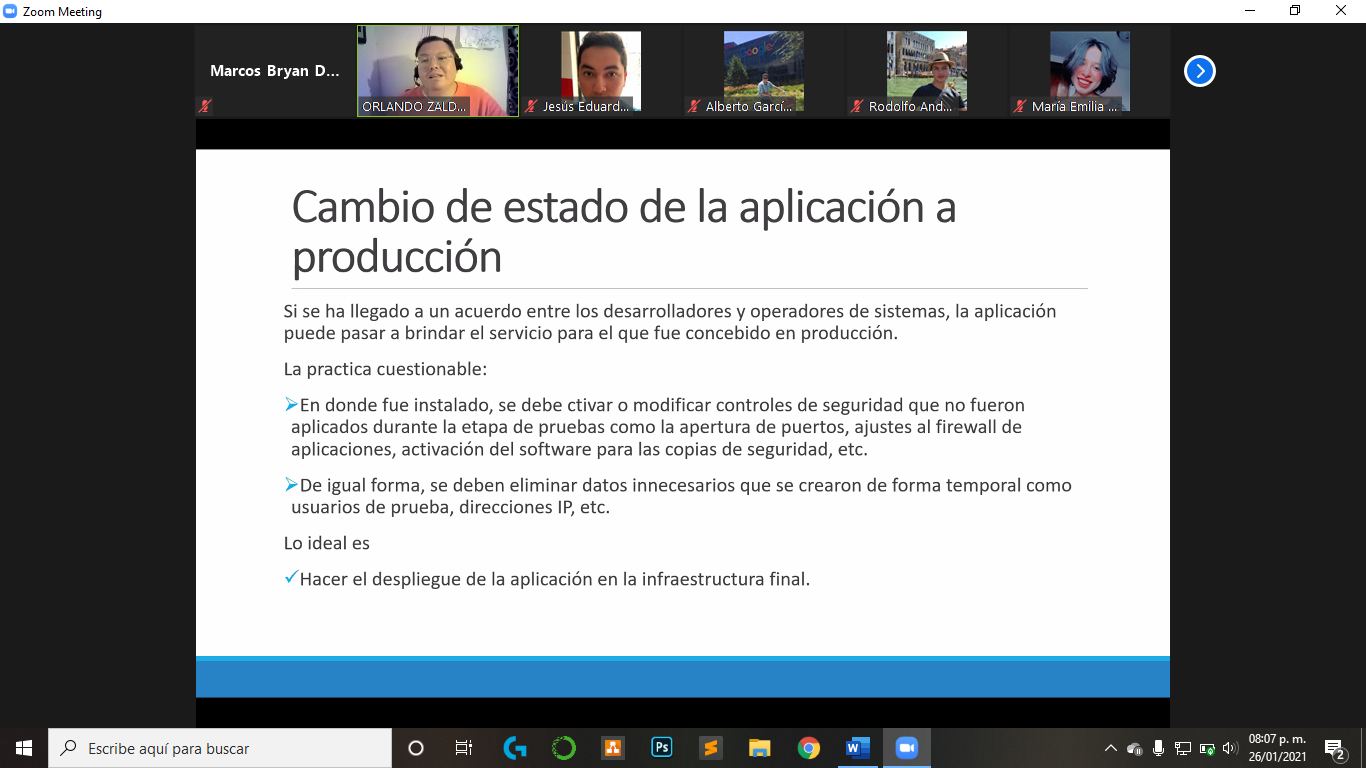 Zoom Meeting
Marcos Bryan D...
ORLANDO ZALD...
Jesús Eduard...
Alberto Garcí...
Rodolfo And...
María Emilia ...
Google
Cambio de estado de la aplicación a
producción
Si se ha llegado a un acuerdo entre los desarrolladores y operadores de sistemas, la aplicación
puede pasar a brindar el servicio para el que fue concebido en producción.
La practica cuestionable:
En donde fue instalado, se debe ctivar o modificar controles de seguridad que no fueron
aplicados durante la etapa de pruebas como la apertura de puertos, ajustes al firewall de
aplicaciones, activación del software para las copias de seguridad, etc.
De igual forma, se deben eliminar datos innecesarios que se crearon de forma temporal como
usuarios de prueba, direcciones IP, etc.
Lo ideal es
Hacer el despliegue de la aplicación en la infraestructura final.
Escribe aquí para buscar
Ps
W
08:07 p. m.
26/01/2021
2